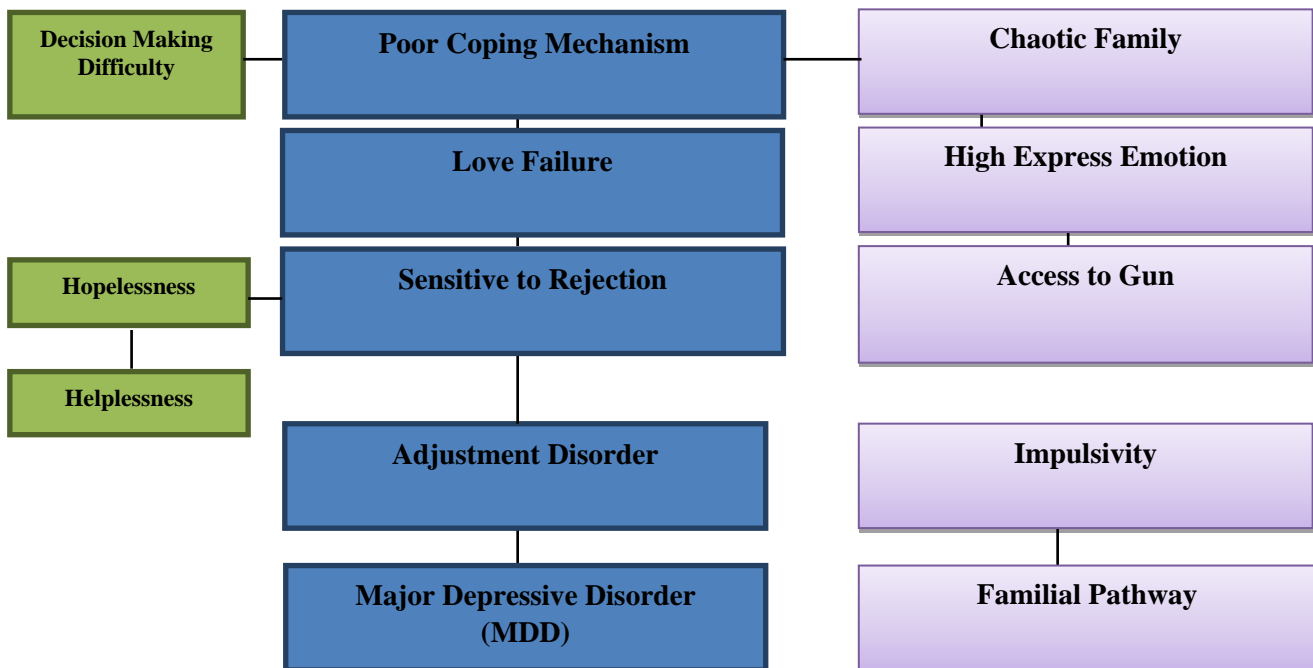 Decision Making
Difficulty
Poor Coping Mechanism
Chaotic Family
Love Failure
High Express Emotion
Hopelessness
Sensitive to Rejection
Access to Gun
Helplessness
Adjustment Disorder
Impulsivity
Major Depressive Disorder
(MDD)
Familial Pathway